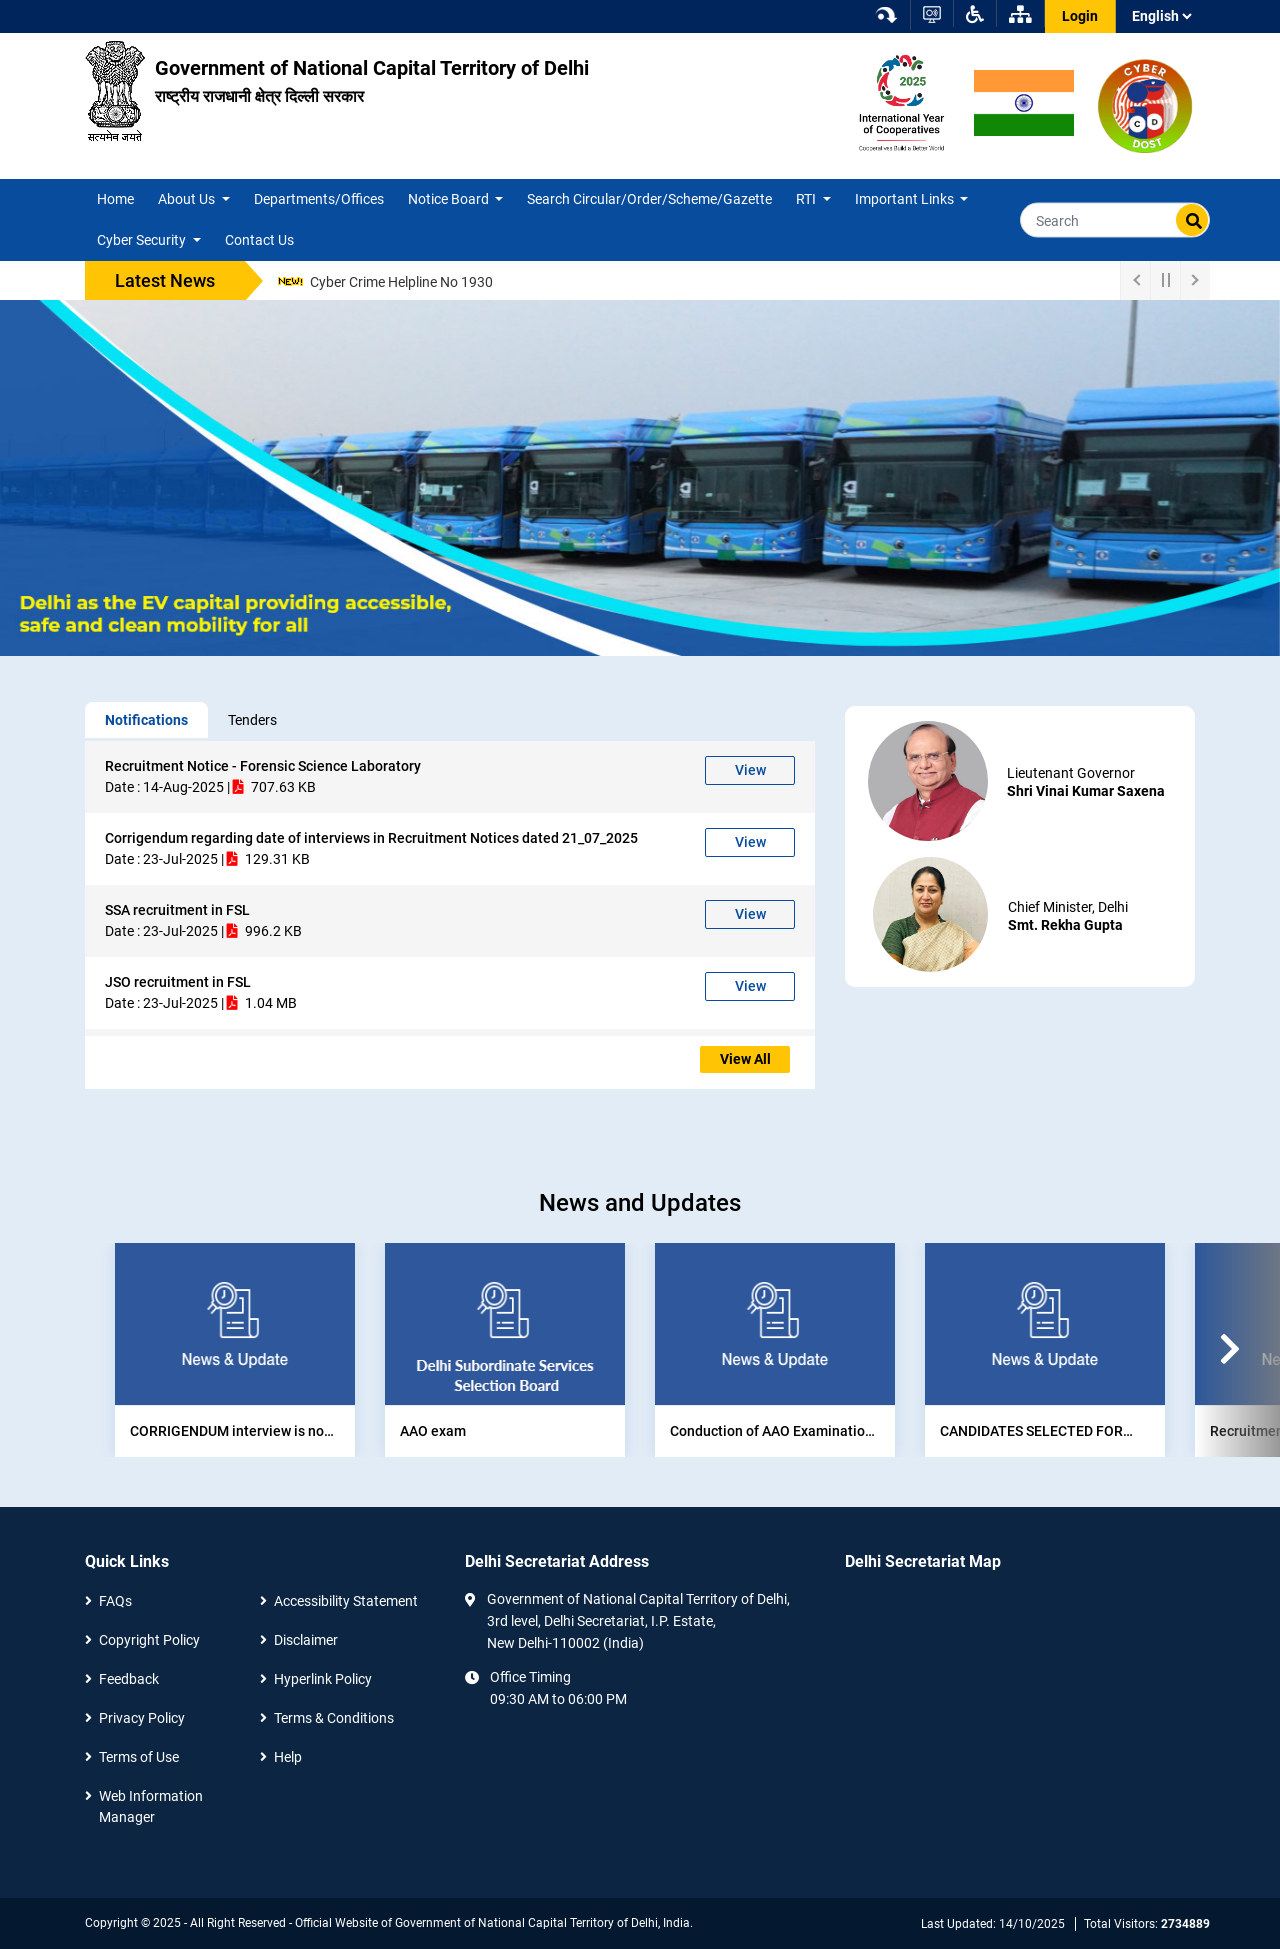 Login
English
Government of National Capital Territory of Delhi
राष्ट्रीय राजधानी क्षेत्र दिल्ली सरकार
सत्यमेव जयते
2025
International Year
of Cooperatives
Cooperatives Build a Better World
CYBER
C D
DOST
Home
About Us
Departments/Offices
Notice Board
Search Circular/Order/Scheme/Gazette
RTI
Important Links
Cyber Security
Contact Us
Search
Latest News
NEW!
Cyber Crime Helpline No 1930
Delhi as the EV capital providing accessible,
safe and clean mobility for all
Notifications
Tenders
Recruitment Notice - Forensic Science Laboratory
Date : 14-Aug-2025 | 707.63 KB
View
Corrigendum regarding date of interviews in Recruitment Notices dated 21_07_2025
Date : 23-Jul-2025 | 129.31 KB
View
SSA recruitment in FSL
Date : 23-Jul-2025 | 996.2 KB
View
JSO recruitment in FSL
Date : 23-Jul-2025 | 1.04 MB
View
View All
Lieutenant Governor
Shri Vinai Kumar Saxena
Chief Minister, Delhi
Smt. Rekha Gupta
News and Updates
News & Update
CORRIGENDUM interview is no...
Delhi Subordinate Services
Selection Board
AAO exam
News & Update
Conduction of AAO Examinatio...
News & Update
CANDIDATES SELECTED FOR...
Ne
Recruitmen
Quick Links
FAQs
Copyright Policy
Feedback
Privacy Policy
Terms of Use
Web Information
Manager
Accessibility Statement
Disclaimer
Hyperlink Policy
Terms & Conditions
Help
Delhi Secretariat Address
Government of National Capital Territory of Delhi,
3rd level, Delhi Secretariat, I.P. Estate,
New Delhi-110002 (India)
Office Timing
09:30 AM to 06:00 PM
Delhi Secretariat Map
Copyright © 2025 - All Right Reserved - Official Website of Government of National Capital Territory of Delhi, India.
Last Updated: 14/10/2025
Total Visitors: 2734889